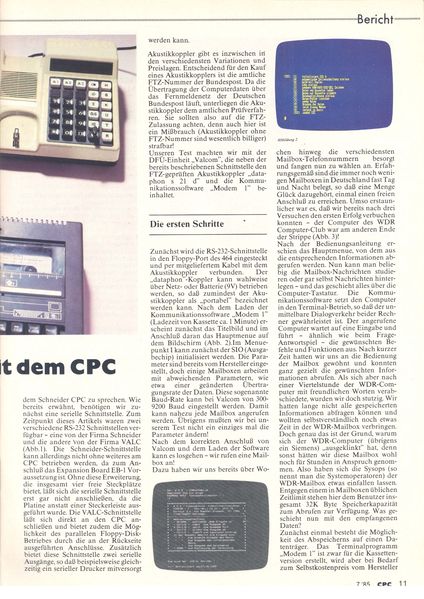 Bericht
it dem CPC
dem Schneider CPC zu sprechen. Wie
bereits erwähnt, benötigen wir zu-
nächst eine serielle Schnittstelle. Zum
Zeitpunkt dieses Artikels waren zwei
verschiedene RS-232 Schnittstellen ver-
fügbar – eine von der Firma Schneider
und die andere von der Firma VALC
(Abb.1). Die Schneider-Schnittstelle
kann allerdings nicht ohne weiteres am
CPC betrieben werden, da zum An-
schluß das Expansion Board EB-1 Vor-
aussetzung ist. Ohne diese Erweiterung,
die insgesamt vier freie Steckplätze
bietet, läßt sich die serielle Schnittstelle
erst gar nicht anschließen, da die
Platine anstatt einer Steckerleiste aus-
geführt wurde. Die VALC-Schnittstelle
läßt sich direkt an den CPC an-
schließen und bietet zudem die Mög-
lichkeit des parallelen Floppy-Disk-
Betriebes durch die an der Rückseite
ausgeführten Anschlüsse. Zusätzlich
bietet diese Schnittstelle zwei serielle
Ausgänge, so daß beispielsweise gleich-
zeitig ein serieller Drucker mitversorgt
werden kann.
Akustikkoppler gibt es inzwischen in
den verschiedensten Variationen und
Preislagen. Entscheidend für den Kauf
eines Akustikkopplers ist die amtliche
FTZ-Nummer der Bundespost. Da die
Übertragung der Computerdaten über
das Fernmeldenetz der Deutschen
Bundespost läuft, unterliegen die Aku-
stikkoppler dem amtlichen Prüfverfah-
ren. Sie sollten also auf die FTZ-
Zulassung achten, denn auch hier ist
ein Mißbrauch (Akustikkoppler ohne
FTZ-Nummer sind wesentlich billiger)
strafbar!
Unseren Test machten wir mit der
DFÜ-Einheit „Valcom", die neben der
bereits beschriebenen Schnittstelle den
FTZ-geprüften Akustikkoppler „data-
phon s 21 d" und die Kommu-
nikationssoftware „Modem 1" be-
inhaltet.
Die ersten Schritte
Zunächst wird die RS-232-Schnittstelle
in den Floppy-Port des 464 eingesteckt
und per mitgeliefertem Kabel mit dem
Akustikkoppler verbunden. Der
„dataphon"-Koppler kann wahlweise
über Netz- oder Batterie (9V) betrieben
werden, so daß zumindest der Aku-
stikkoppler als „portabel" bezeichnet
werden kann. Nach dem Laden der
Kommunikationssoftware „Modem 1"
(Ladezeit von Kassette ca. 1 Minute) er-
scheint zunächst das Titelbild und im
Anschluß daran das Hauptmenue auf
dem Bildschirm (Abb. 2). Im Menue-
punkt 1 kann zunächst der SIO (Ausga-
bechip) initialisiert werden. Die Para-
meter sind bereits vom Hersteller einge-
stellt, doch einige Mailboxen arbeiten
mit abweichenden Parametern, wie
etwa einer geänderten Übertra-
gungsrate der Daten. Diese sogenannte
Baud-Rate kann bei Valcom von 300-
9200 Baud eingestellt werden. Damit
kann nahezu jede Mailbox angerufen
werden. Übrigens mußten wir bei un-
serem Test nicht ein einziges mal die
Parameter ändern!
Nach dem korrekten Anschluß von
Valcom und dem Laden der Software
kann es losgehen – wir rufen eine Mail-
box an!
Dazu haben wir uns bereits über Wo-
Abbildung 2
chen hinweg die verschiedensten
Mailbox-Telefonnummern besorgt
und fangen nun zu wählen an. Erfah-
rungsgemäß sind die immer noch weni-
gen Mailboxen in Deutschland fast Tag
und Nacht belegt, so daß eine Menge
Glück dazugehört, einmal einen freien
Anschluß zu erreichen. Umso erstaun-
licher war es, daß wir bereits nach drei
Versuchen den ersten Erfolg verbuchen
konnten – der Computer des WDR
Computer-Club war am anderen Ende
der Strippe (Abb. 3)!
Nach der Bedienungsanleitung er-
schien das Hauptmenue, von dem aus
die entsprechenden Informationen ab-
gerufen werden. Nun kann man belie-
big die Mailbox-Nachrichten studie-
ren oder gar selbst Nachrichten hinter-
legen – und das geschieht alles über die
Computer-Tastatur. Die Kommuni-
kationssoftware setzt den Computer in
den Terminal-Betrieb, so daß der un-
mittelbare Dialogverkehr beider Rech-
ner gewährleistet ist. Der angerufene
Computer wartet auf eine Eingabe und
führt – ähnlich wie beim Frage-
Antwortspiel – die gewünschten Be-
fehle und Funktionen aus. Nach kurzer
Zeit hatten wir uns an die Bedienung
der Mailbox gewöhnt und konnten
ganz gezielt die gewünschten Infor-
mationen abrufen. Als sich aber nach
einer Viertelstunde der WDR-Com-
puter mit freundlichen Worten verab-
schiedete, wurden wir doch stutzig. Wir
hatten lange nicht alle gespeicherten
Informationen abfragen können und
wollten selbstverständlich noch etwas
Zeit in der WDR-Mailbox verbringen.
Doch genau das ist der Grund, warum
sich der WDR-Computer (übrigens
ein Siemens) „ausgeklinkt" hat, denn
sonst hätten wir diese Mailbox wohl
noch für Stunden in Anspruch genom-
men. Also haben sich die Sysops (so
nennt man die Systemoperatoren) der
WDR-Mailbox etwas einfallen lassen.
Entgegen einem in Mailboxen üblichen
Zeitlimit stehen hier dem Benutzer ins-
gesamt 32K Byte Speicherkapazität
zum Abrufen zur Verfügung. Was ge-
schieht nun mit den empfangenen
Daten?
Zunächst einmal besteht die Möglich-
keit des Abspeicherns auf einen Da-
tenträger. Das Terminalprogramm
„Modem 1" ist zwar für die Kassetten-
version erstellt, wird aber bei Bedarf
zum Selbstkostenpreis vom Hersteller
7'85 CPC 11